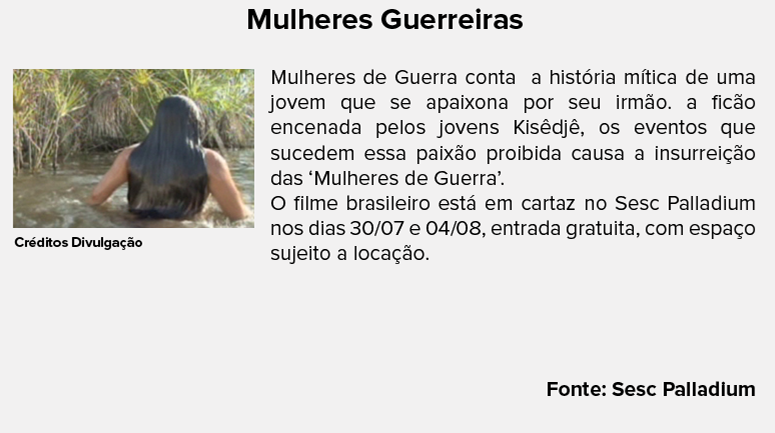 Mulheres Guerreiras
Mulheres de Guerra conta a história mítica de uma
jovem que se apaixona por seu irmão. a ficão
encenada pelos jovens Kisêdjê, os eventos que
sucedem essa paixão proibida causa a insurreição
das ‘Mulheres de Guerra’.
O filme brasileiro está em cartaz no Sesc Palladium
nos dias 30/07 e 04/08, entrada gratuita, com espaço
sujeito a locação.
Créditos Divulgação
Fonte: Sesc Palladium